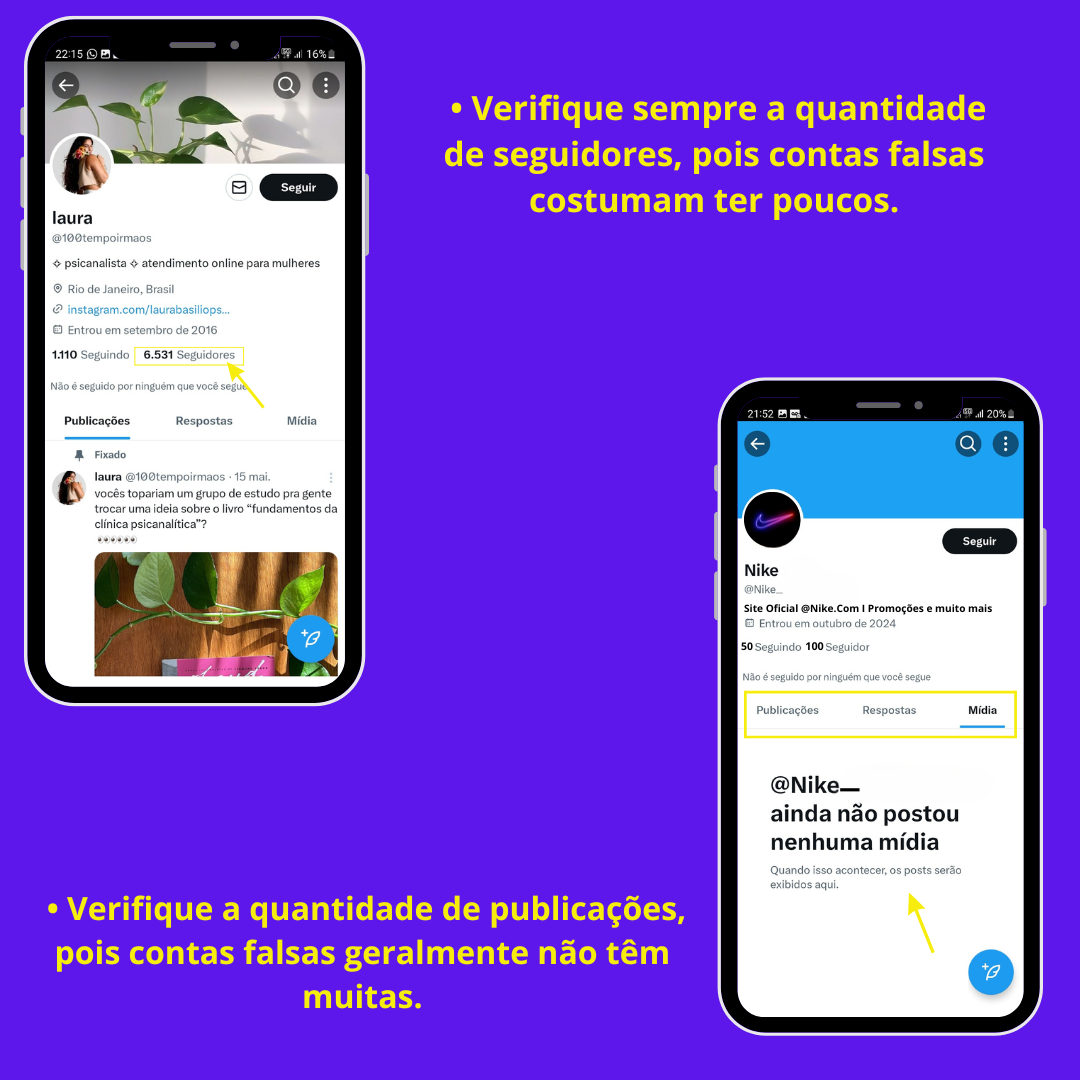 22:15
16%
• Verifique sempre a quantidade
de seguidores, pois contas falsas
costumam ter poucos.
Seguir
laura
@100tempoirmaos
✧ psicanalista ✧ atendimento online para mulheres
Rio de Janeiro, Brasil
instagram.com/laurabasiliops...
Entrou em setembro de 2016
1.110 Seguindo 6.531 Seguidores
Não é seguido por ninguém que você segue
Publicações Respostas Mídia
Fixado
laura @100tempoirmaos · 15 mai.
vocês topariam um grupo de estudo pra gente
trocar uma ideia sobre o livro “fundamentos da
clínica psicanalítica”?
👀👀👀
21:52
20%
Seguir
Nike
@Nike_
Site Oficial @Nike.Com I Promoções e muito mais
Entrou em outubro de 2024
50 Seguindo 100 Seguidor
Não é seguido por ninguém que você segue
Publicações Respostas Mídia
@Nike_
ainda não postou
nenhuma mídia
Quando isso acontecer, os posts serão
exibidos aqui.
• Verifique a quantidade de publicações,
pois contas falsas geralmente não têm
muitas.